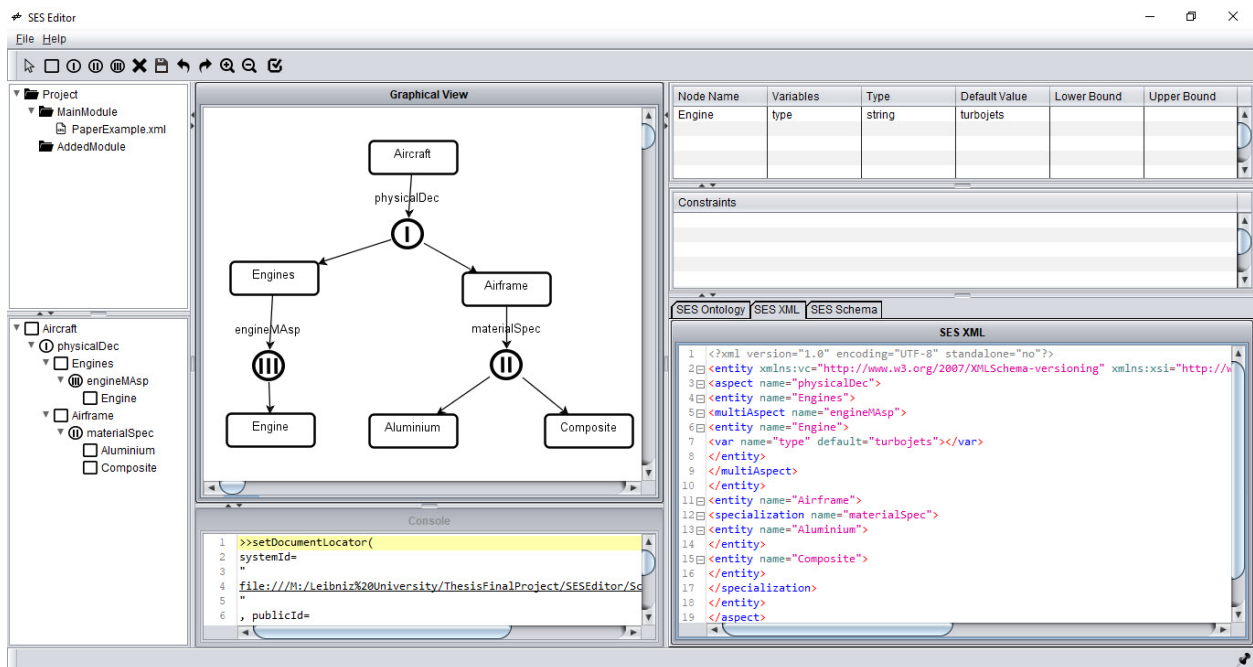 SES Editor
File Help
Project
MainModule
PaperExample.xml
AddedModule
Aircraft
physicalDec
Engines
engineMAsp
Engine
Airframe
materialSpec
Aluminium
Composite
Graphical View
Aircraft
physicalDec
I
Engines
Airframe
engineMAsp
materialSpec
III
II
Engine
Aluminium
Composite
Console
1 >>setDocumentLocator(
2 systemId=
3 "
4 file:///M:/Leibniz%20University/ThesisFinalProject/SESEditor/Sc
5 "
6 , publicId=
Node Name Variables Type Default Value Lower Bound Upper Bound
Engine type string turbojets
Constraints
SES Ontology SES XML SES Schema
SES XML
1 <?xml version="1.0" encoding="UTF-8" standalone="no"?>
2 <entity xmlns:vc="http://www.w3.org/2007/XMLSchema-versioning" xmlns:xsi="http://w
3 <aspect name="physicalDec">
4 <entity name="Engines">
5 <multiAspect name="engineMAsp">
6 <entity name="Engine">
7 <var name="type" default="turbojets"></var>
8 </entity>
9 </multiAspect>
10 </entity>
11 <entity name="Airframe">
12 <specialization name="materialSpec">
13 <entity name="Aluminium">
14 </entity>
15 <entity name="Composite">
16 </entity>
17 </specialization>
18 </entity>
19 </aspect>